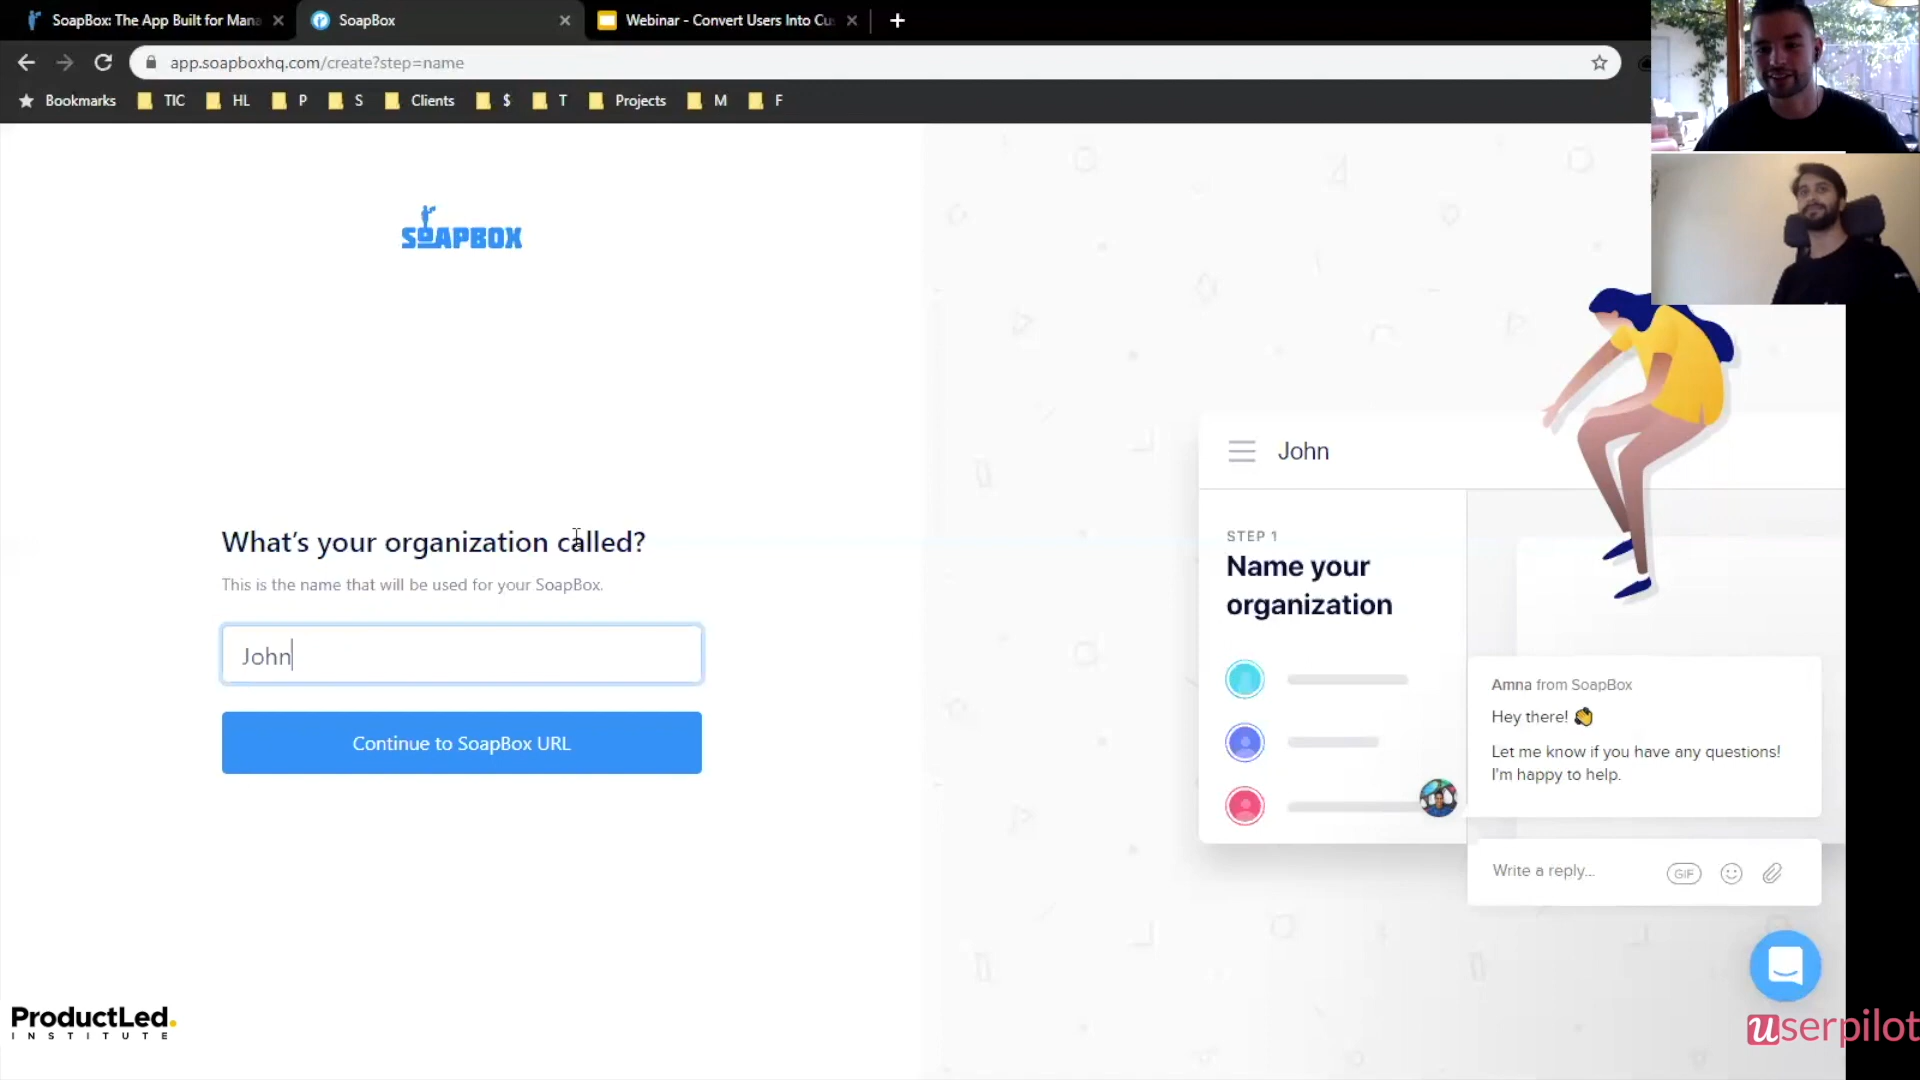 SoapBox: The App Built for Mana
SoapBox
Webinar - Convert Users Into Cu
app.soapboxhq.com/create?step=name
Bookmarks
TIC
HL
P
S
Clients
$
T
Projects
M
F
SOAPBOX
What's your organization called?
This is the name that will be used for your SoapBox.
John
Continue to SoapBox URL
John
STEP 1
Name your
organization
Amna from SoapBox
Hey there!
Let me know if you have any questions!
I'm happy to help.
Write a reply...
GIF
ProductLed.
INSTITUTE
userpilot